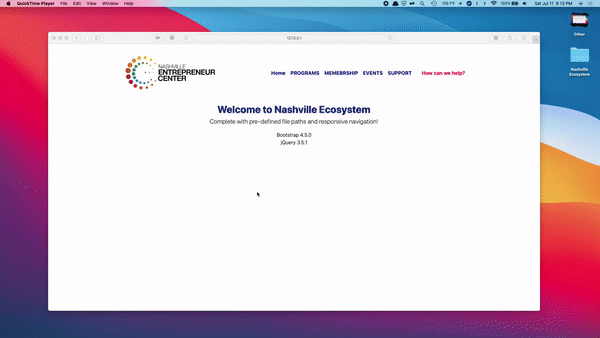 QuickTime Player File Edit View Window Help
100% Sat Jul 11 9:13 PM
127.0.0.1
Other
Nashville
Ecosystem
NASHVILLE
ENTREPRENEUR
CENTER
Home PROGRAMS MEMEBRSHIP EVENTS SUPPORT How can we help?
Welcome to Nashville Ecosystem
Complete with pre-defined file paths and responsive navigation!
Bootstrap 4.5.0
jQuery 3.5.1